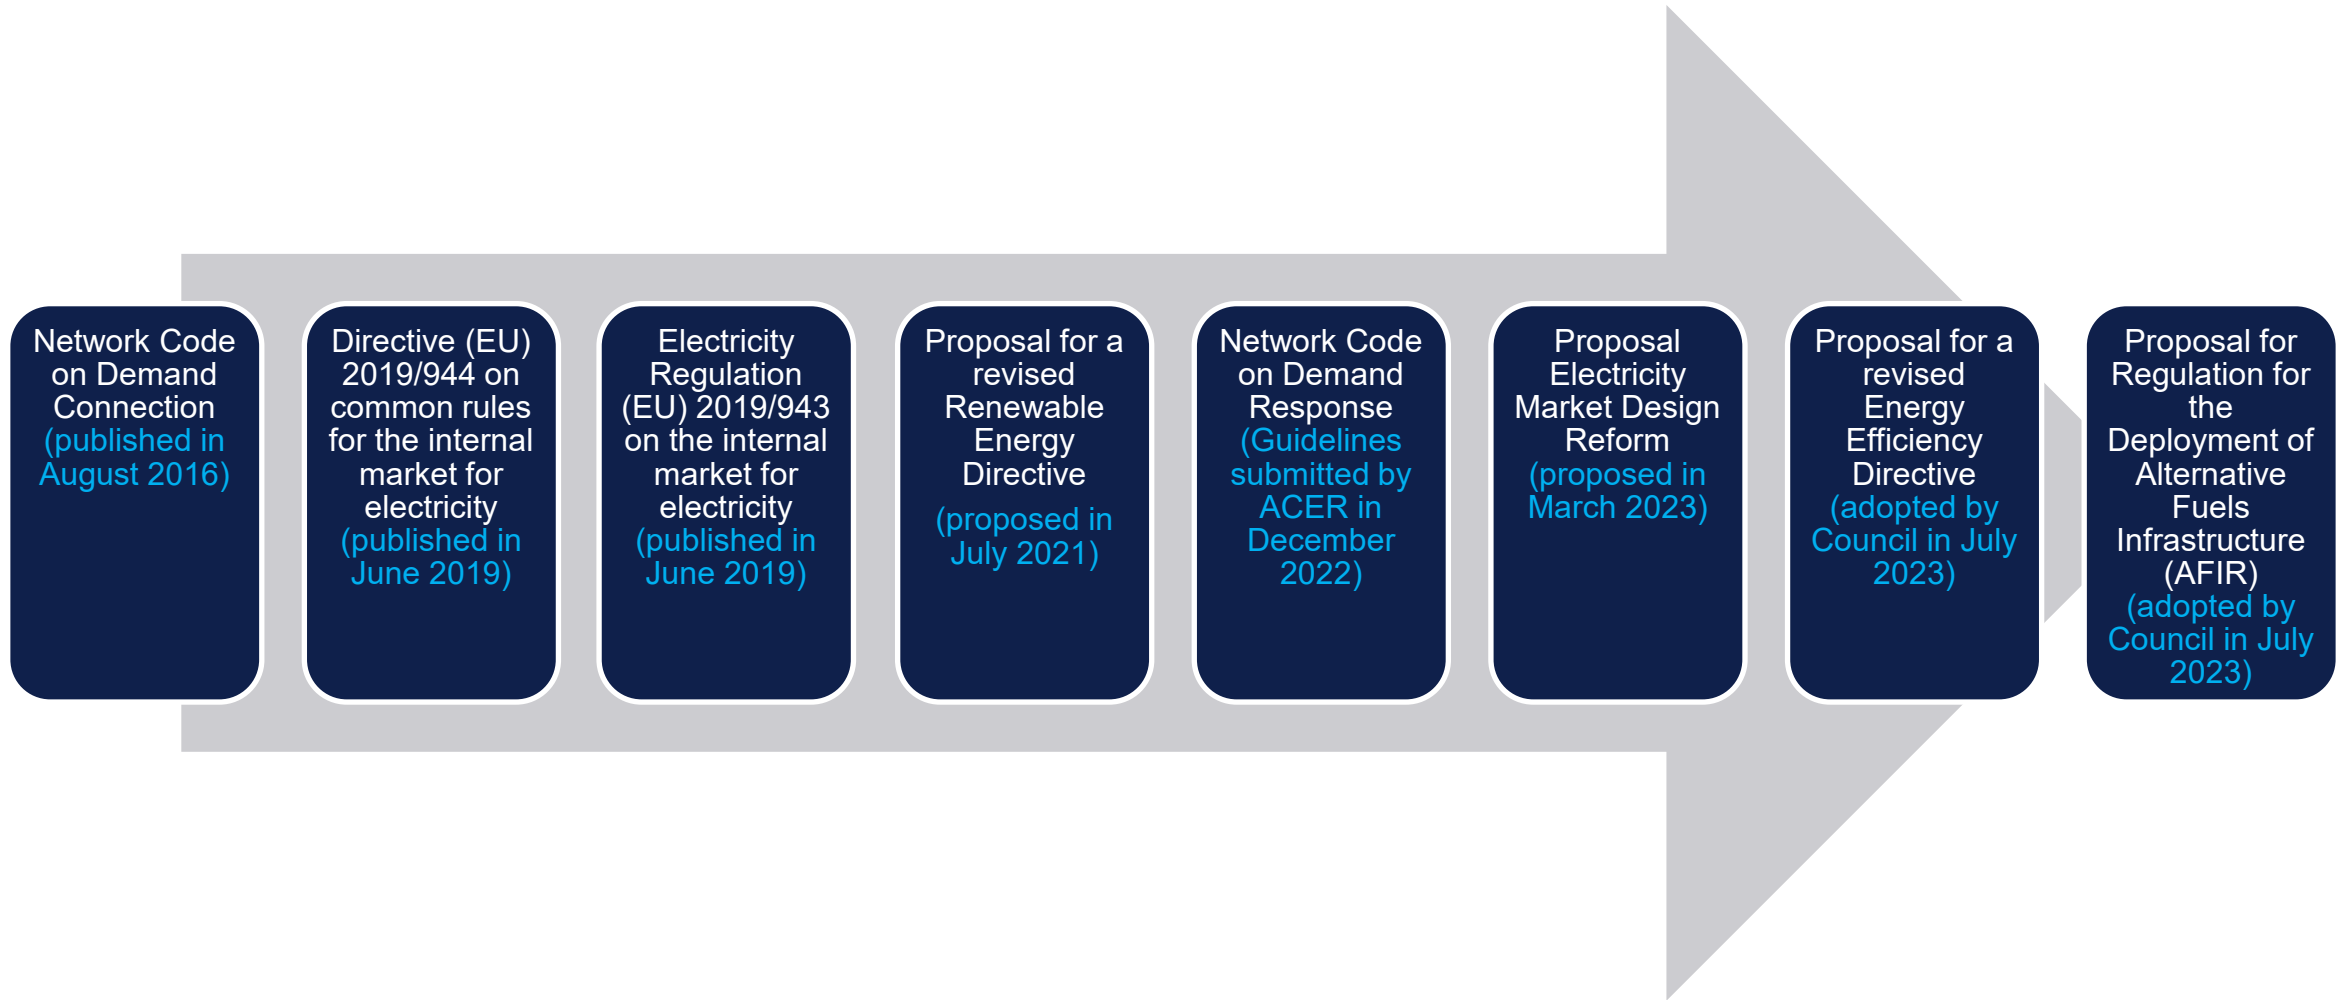 Network Code
on Demand
Connection
(published in
August 2016)
Directive (EU)
2019/944 on
common rules
for the internal
market for
electricity
(published in
June 2019)
Electricity
Regulation
(EU) 2019/943
on the internal
market for
electricity
(published in
June 2019)
Proposal for a
revised
Renewable
Energy
Directive
(proposed in
July 2021)
Network Code
on Demand
Response
(Guidelines
submitted by
ACER in
December
2022)
Proposal
Electricity
Market Design
Reform
(proposed in
March 2023)
Proposal for a
revised
Energy
Efficiency
Directive
(adopted by
Council in July
2023)
Proposal for
Regulation for
the
Deployment of
Alternative
Fuels
Infrastructure
(AFIR)
(adopted by
Council in July
2023)